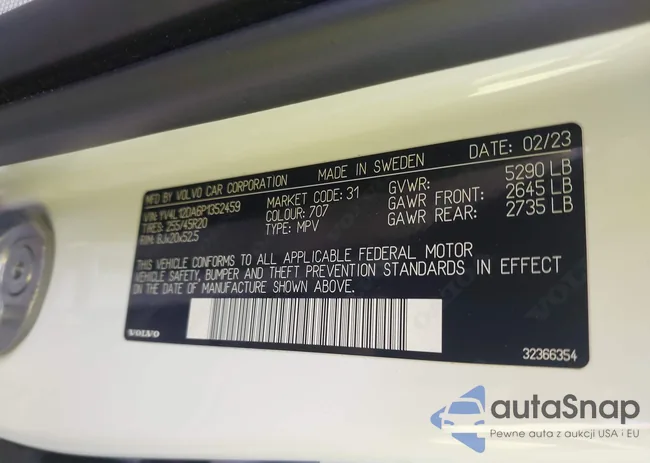 MFD BY VOLVO CAR CORPORATION MADE IN SWEDEN DATE: 02/23
VIN: YV4L12DA6P1352459 MARKET CODE: 31 GVWR: 5290 LB
TIRES: 255/45R20 COLOUR: 707 GAWR FRONT: 2645 LB
RIM: 8Jx20x52.5 TYPE: MPV GAWR REAR: 2735 LB
THIS VEHICLE CONFORMS TO ALL APPLICABLE FEDERAL MOTOR
VEHICLE SAFETY, BUMPER AND THEFT PREVENTION STANDARDS IN EFFECT
ON THE DATE OF MANUFACTURE SHOWN ABOVE.
VOLVO
32366354
autaSnap
Pewne auta z aukcji USA i EU